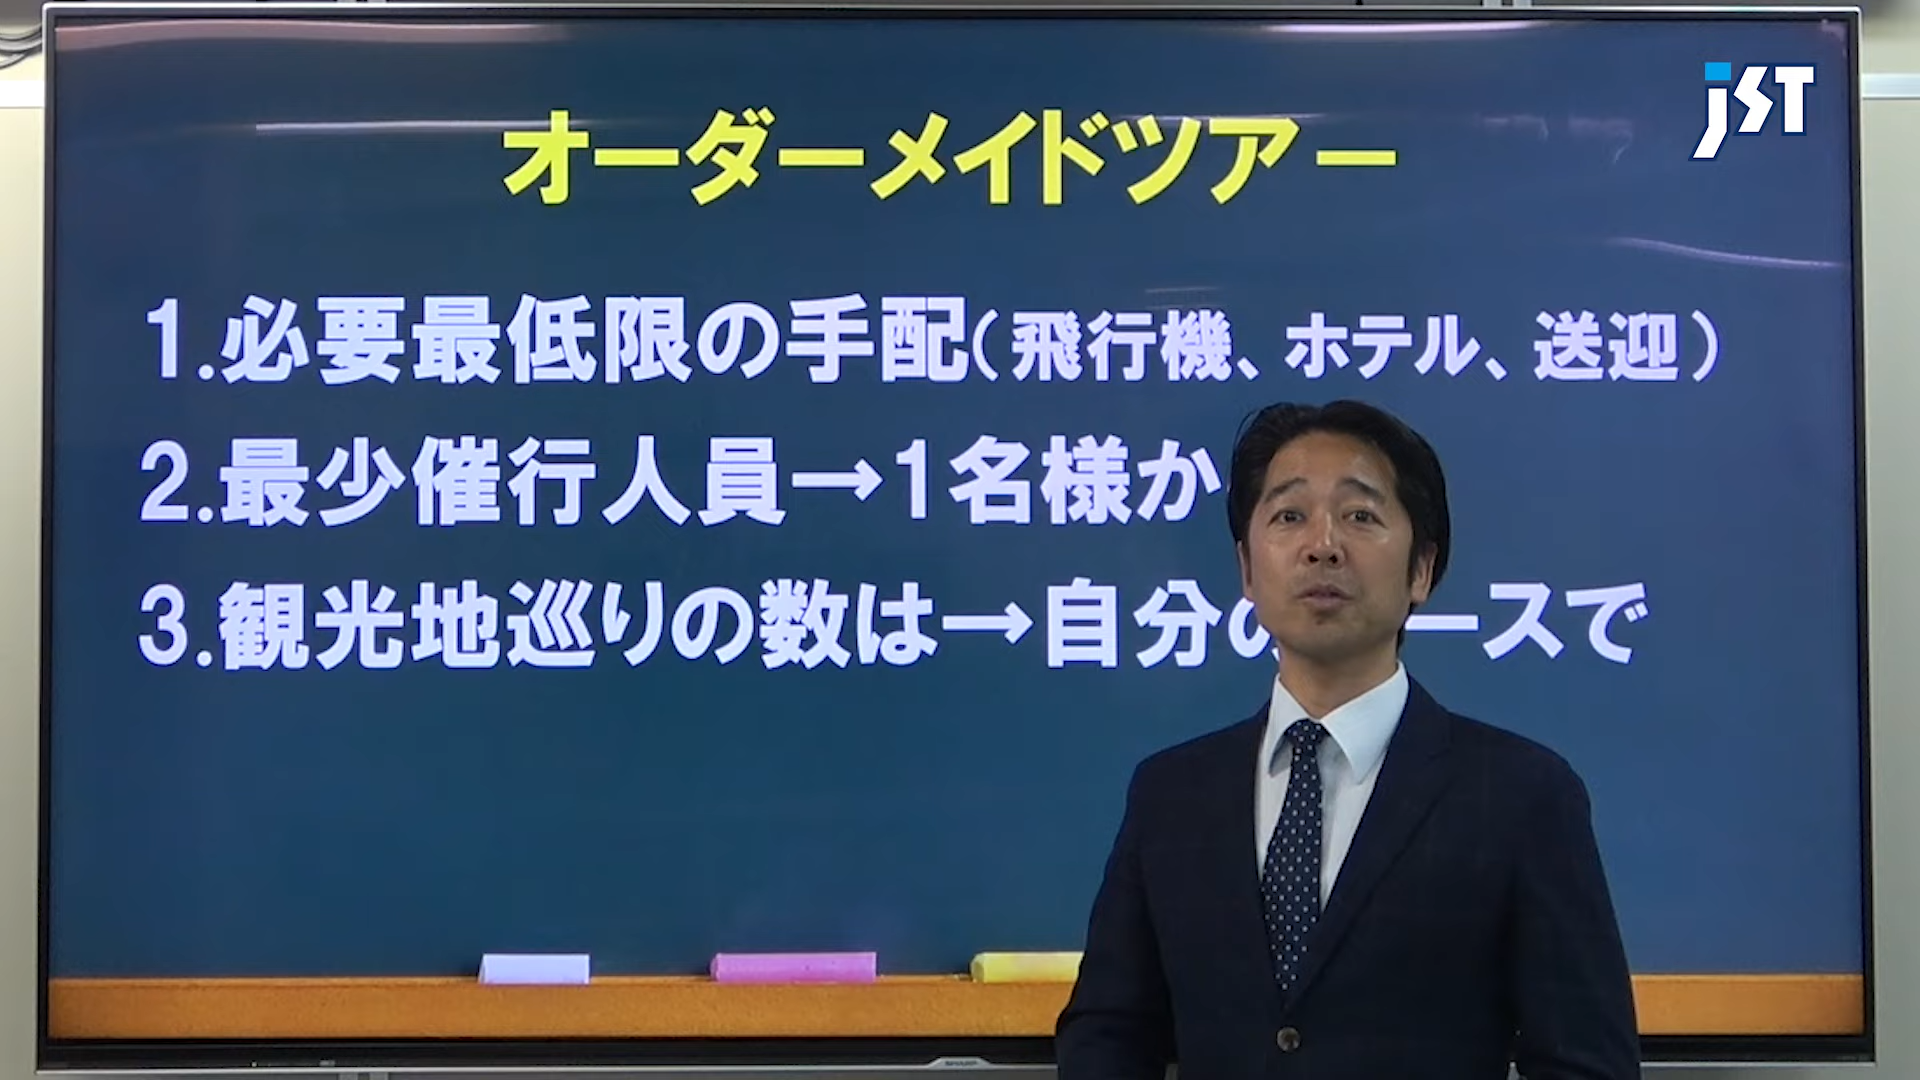 jST
オーダーメイドツアー
1.必要最低限の手配(飛行機、ホテル、送迎)
2.最少催行人員→1名様か
3.観光地巡りの数は→自分の ースで
SHARP